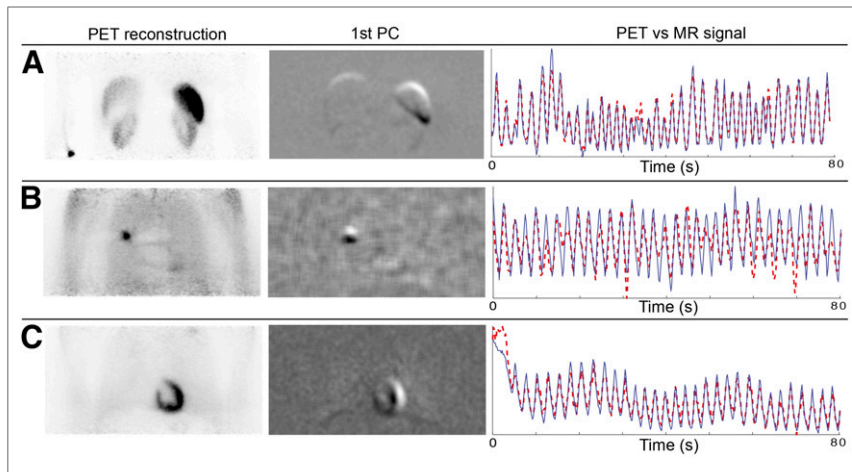 PET reconstruction 1st PC PET vs MR signal
A
0 Time (s) 80
B
0 Time (s) 80
C
0 Time (s) 80